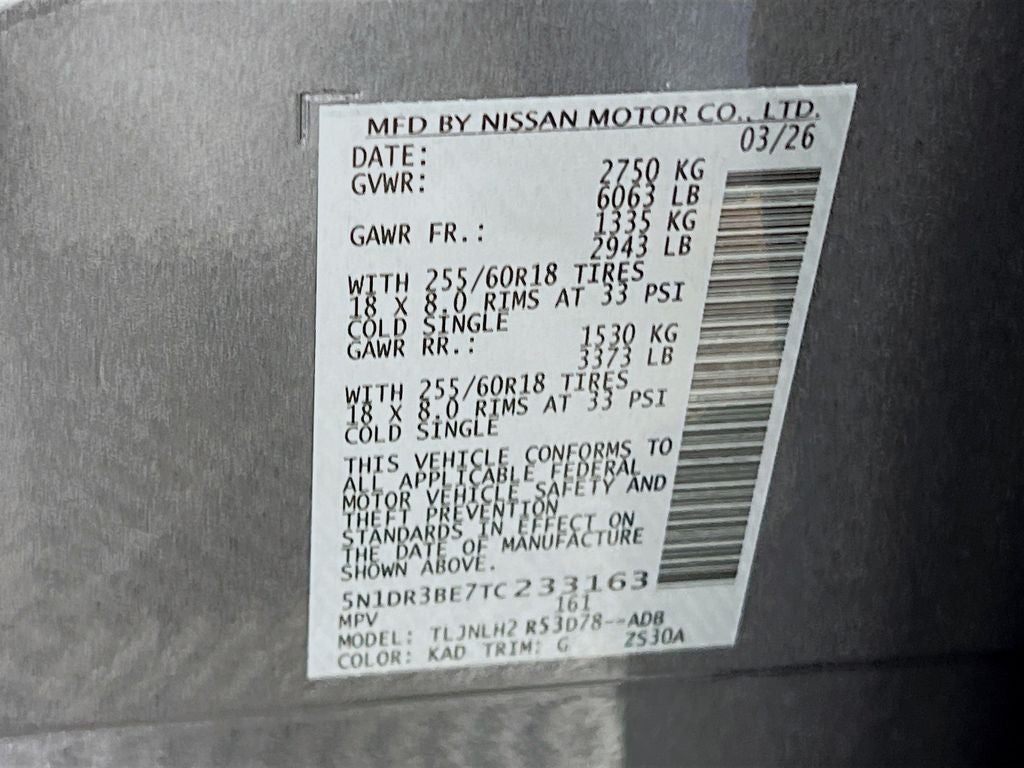 MFD BY NISSAN MOTOR CO., LTD.
DATE: 03/26
GVWR: 2750 KG
6063 LB
GAWR FR.: 1335 KG
2943 LB
WITH 255/60R18 TIRES
18 X 8.0 RIMS AT 33 PSI
COLD SINGLE
GAWR RR.: 1530 KG
3373 LB
WITH 255/60R18 TIRES
18 X 8.0 RIMS AT 33 PSI
COLD SINGLE
THIS VEHICLE CONFORMS TO
ALL APPLICABLE FEDERAL
MOTOR VEHICLE SAFETY AND
THEFT PREVENTION
STANDARDS IN EFFECT ON
THE DATE OF MANUFACTURE
SHOWN ABOVE.
5N1DR3BE7TC233163
MPV 161
MODEL: TLJNLH2 R53D78--ADB
COLOR: KAD TRIM: G ZS30A